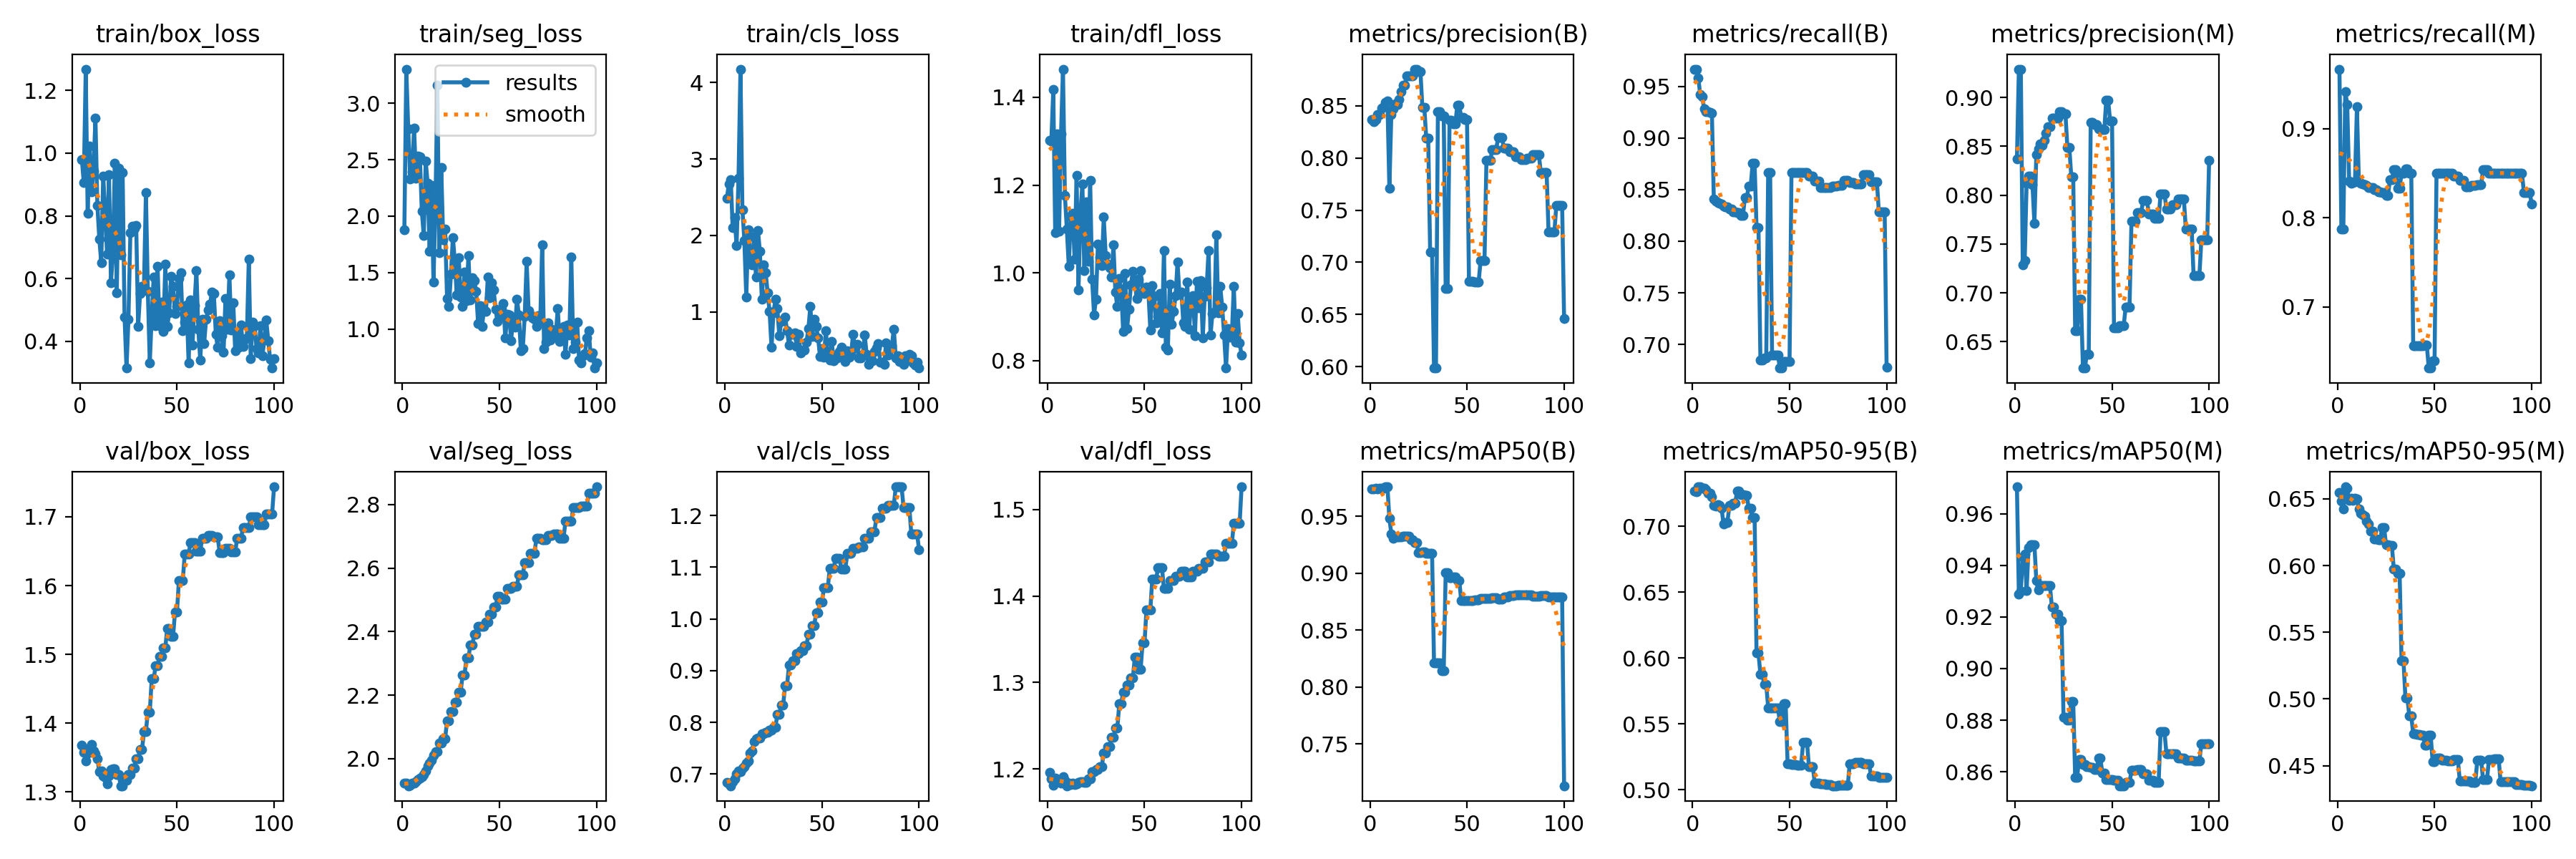 train/box_loss
train/seg_loss
train/cls_loss
train/dfl_loss
metrics/precision(B)
metrics/recall(B)
metrics/precision(M)
metrics/recall(M)
1.2
1.0
0.8
0.6
0.4
0 50 100
3.0
2.5
2.0
1.5
1.0
results
smooth
0 50 100
4
3
2
1
0 50 100
1.4
1.2
1.0
0.8
0 50 100
0.85
0.80
0.75
0.70
0.65
0.60
0 50 100
0.95
0.90
0.85
0.80
0.75
0.70
0 50 100
0.90
0.85
0.80
0.75
0.70
0.65
0 50 100
0.9
0.8
0.7
0 50 100
val/box_loss
val/seg_loss
val/cls_loss
val/dfl_loss
metrics/mAP50(B)
metrics/mAP50-95(B)
metrics/mAP50(M)
metrics/mAP50-95(M)
1.7
1.6
1.5
1.4
1.3
0 50 100
2.8
2.6
2.4
2.2
2.0
0 50 100
1.2
1.1
1.0
0.9
0.8
0.7
0 50 100
1.5
1.4
1.3
1.2
0 50 100
0.95
0.90
0.85
0.80
0.75
0 50 100
0.70
0.65
0.60
0.55
0.50
0 50 100
0.96
0.94
0.92
0.90
0.88
0.86
0 50 100
0.65
0.60
0.55
0.50
0.45
0 50 100